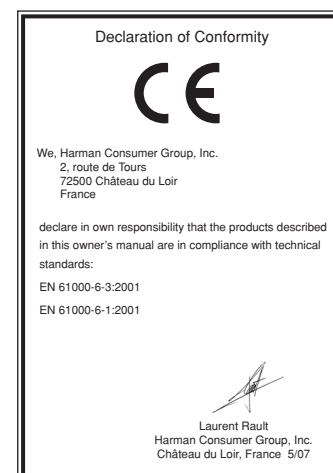 Declaration of Conformity
CE
We, Harman Consumer Group, Inc.
2, route de Tours
72500 Château du Loir
France
declare in own responsibility that the products described
in this owner's manual are in compliance with technical
standards:
EN 61000-6-3:2001
EN 61000-6-1:2001
Laurent Rault
Harman Consumer Group, Inc.
Château du Loir, France 5/07